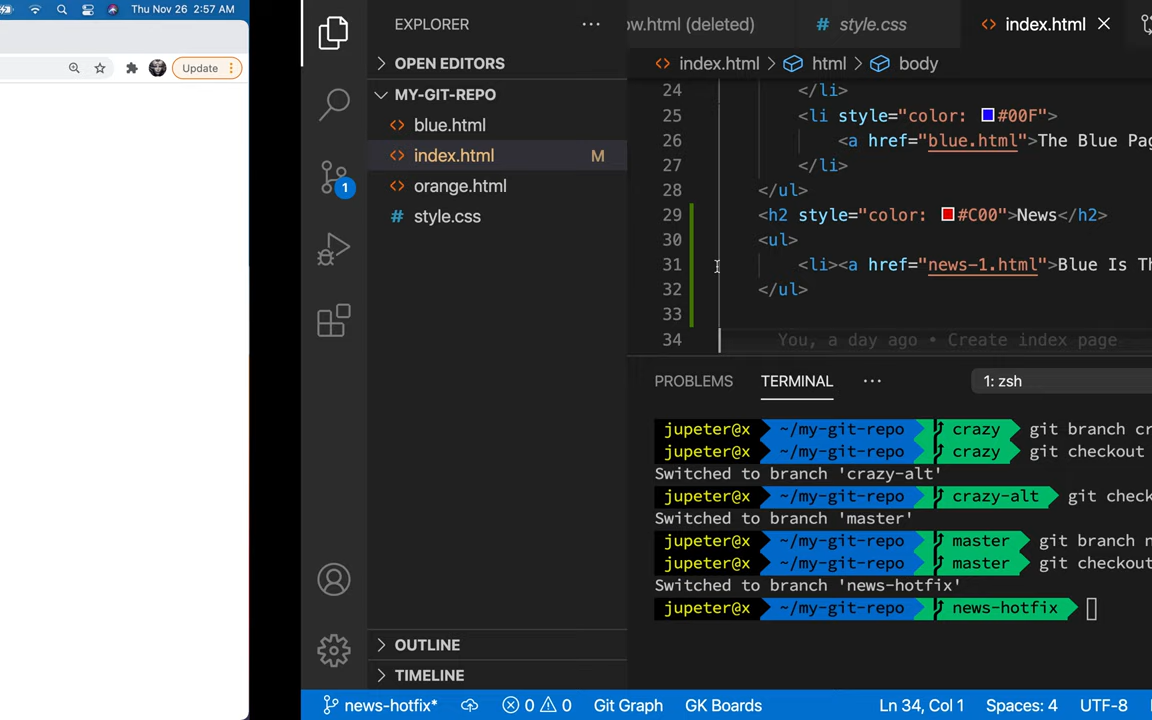 Thu Nov 26 2:57 AM
Update
EXPLORER
OPEN EDITORS
MY-GIT-REPO
blue.html
index.html M
orange.html
style.css
1
OUTLINE
TIMELINE
ow.html (deleted) style.css index.html
index.html > html > body
24 </li>
25 <li style="color: #00F">
26 <a href="blue.html">The Blue Pag
27 </li>
28 </ul>
29 <h2 style="color: #C00">News</h2>
30 <ul>
31 <li><a href="news-1.html">Blue Is Th
32 </ul>
33
34 You, a day ago • Create index page
PROBLEMS TERMINAL ··· 1: zsh
jupeter@x ~/my-git-repo crazy git branch cr
jupeter@x ~/my-git-repo crazy git checkout
Switched to branch 'crazy-alt'
jupeter@x ~/my-git-repo crazy-alt git check
Switched to branch 'master'
jupeter@x ~/my-git-repo master git branch n
jupeter@x ~/my-git-repo master git checkout
Switched to branch 'news-hotfix'
jupeter@x ~/my-git-repo news-hotfix
news-hotfix* 0 0 Git Graph GK Boards Ln 34, Col 1 Spaces: 4 UTF-8